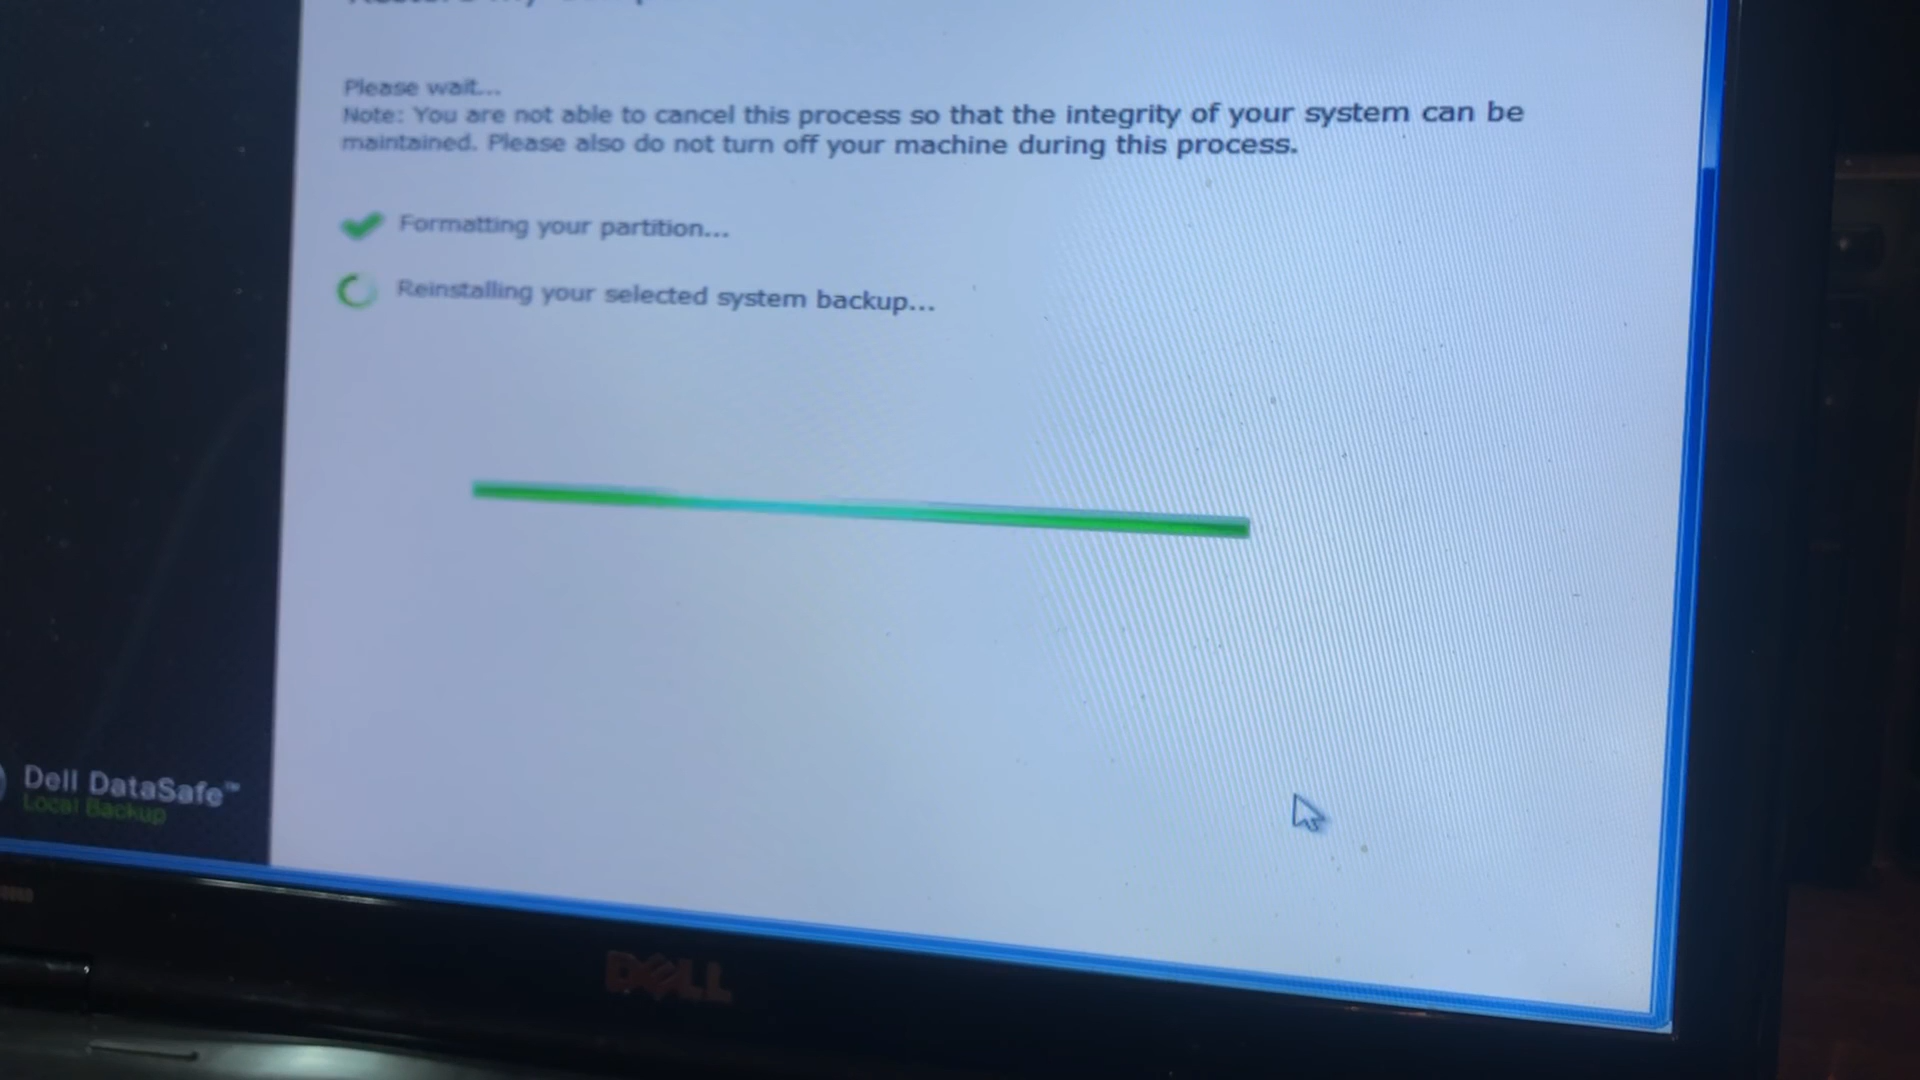 Please wait...
Note: You are not able to cancel this process so that the integrity of your system can be
maintained. Please also do not turn off your machine during this process.
Formatting your partition...
Reinstalling your selected system backup...
Dell DataSafe™
Local Backup
DELL